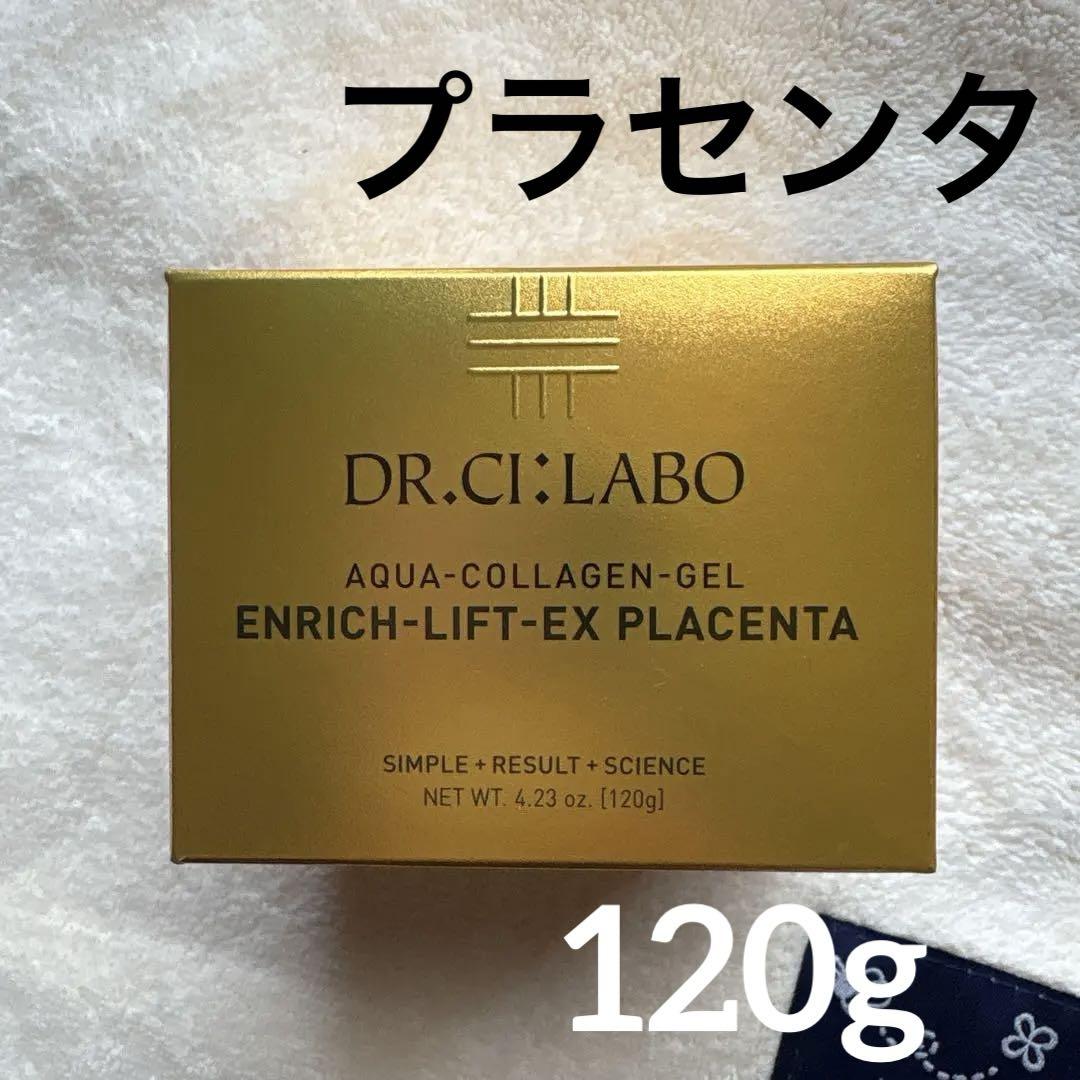 プラセンタ
DR.CI:LABO
AQUA-COLLAGEN-GEL
ENRICH-LIFT-EX PLACENTA
SIMPLE + RESULT + SCIENCE
NET WT. 4.23 oz. [120g]
120g